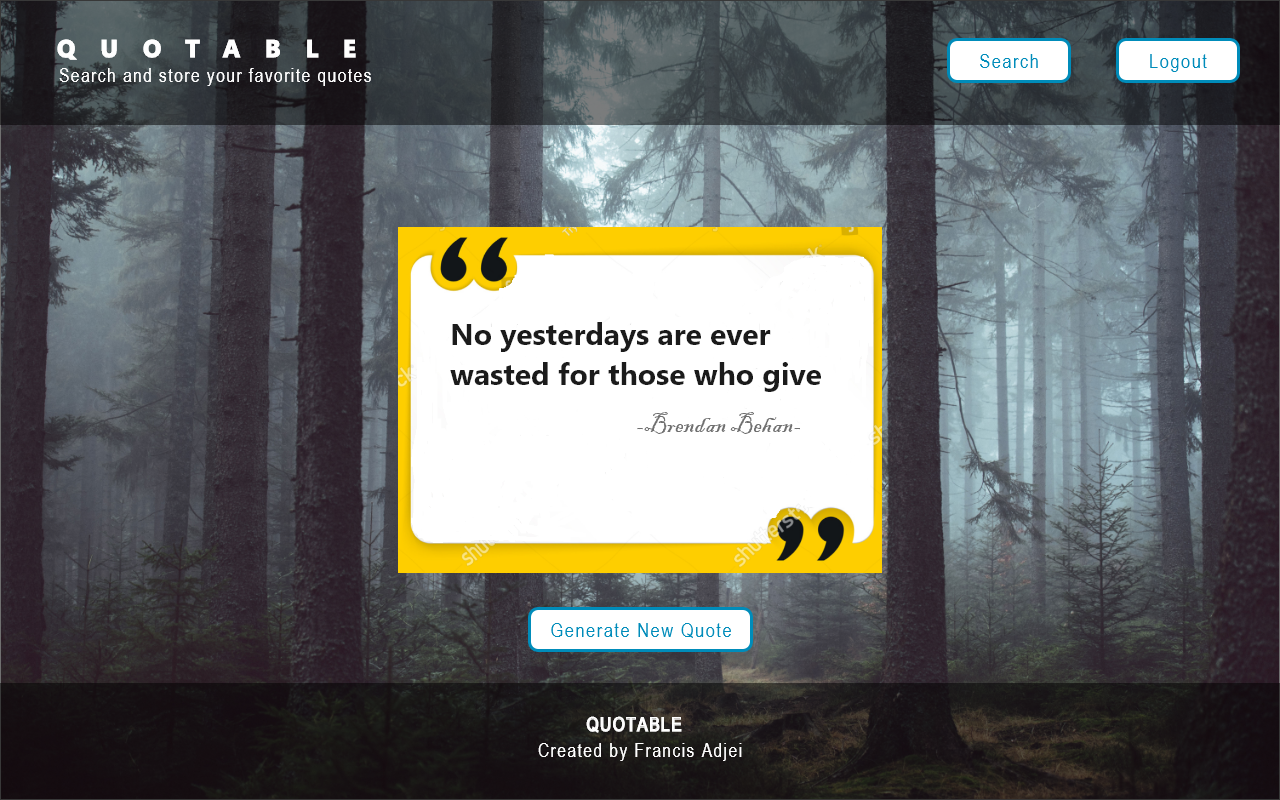 QUOTABLE
Search and store your favorite quotes
Search
Logout
No yesterdays are ever
wasted for those who give
-Brendan Behan-
Generate New Quote
QUOTABLE
Created by Francis Adjei